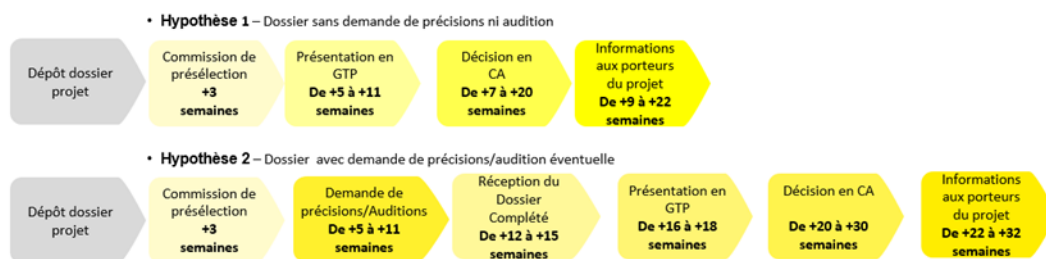 • Hypothèse 1 – Dossier sans demande de précisions ni audition
Dépôt dossier
projet
Commission de
présélection
+3
semaines
Présentation en
GTP
De +5 à +11
semaines
Décision en
CA
De +7 à +20
semaines
Informations
aux porteurs
du projet
De +9 à +22
semaines
• Hypothèse 2 – Dossier avec demande de précisions/audition éventuelle
Dépôt dossier
projet
Commission de
présélection
+3
semaines
Demande de
précisions/Auditions
De +5 à +11
semaines
Réception du
Dossier
Complété
De +12 à +15
semaines
Présentation en
GTP
De +16 à +18
semaines
Décision en CA
De +20 à +30
semaines
Informations
aux porteurs
du projet
De +22 à +32
semaines